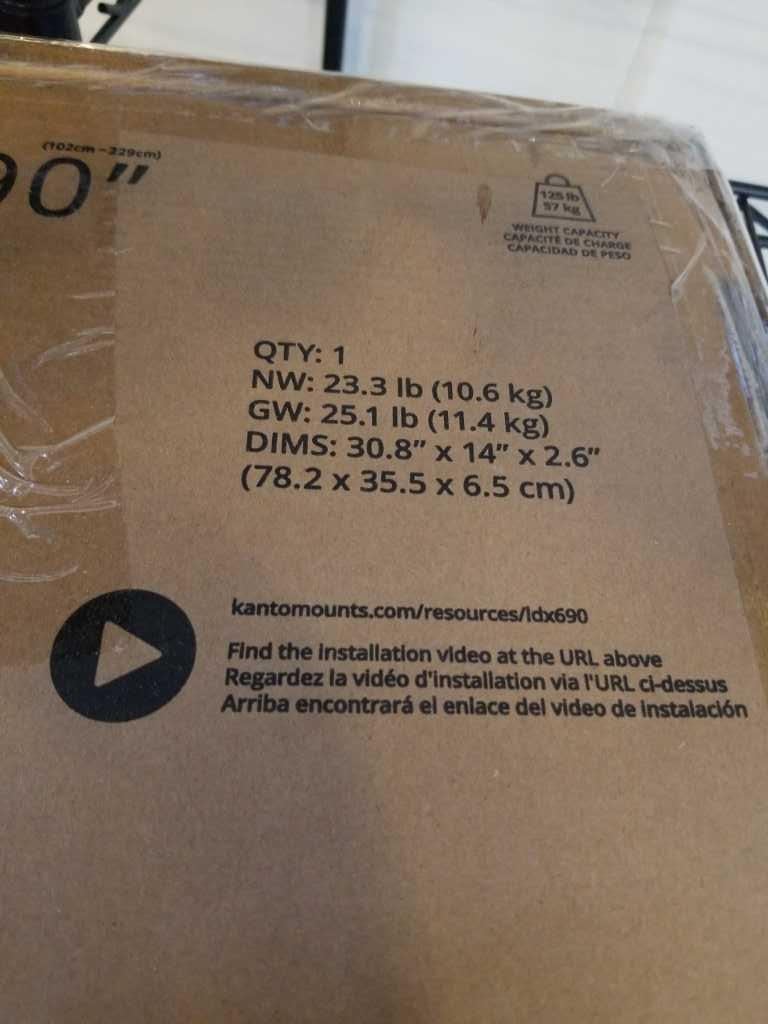 (102cm – 229cm)
90"
125 lb
57 kg
WEIGHT CAPACITY
CAPACITÉ DE CHARGE
CAPACIDAD DE PESO
QTY: 1
NW: 23.3 lb (10.6 kg)
GW: 25.1 lb (11.4 kg)
DIMS: 30.8" x 14" x 2.6"
(78.2 x 35.5 x 6.5 cm)
kantomounts.com/resources/ldx690
Find the installation video at the URL above
Regardez la vidéo d'installation via l'URL ci-dessus
Arriba encontrará el enlace del video de instalación